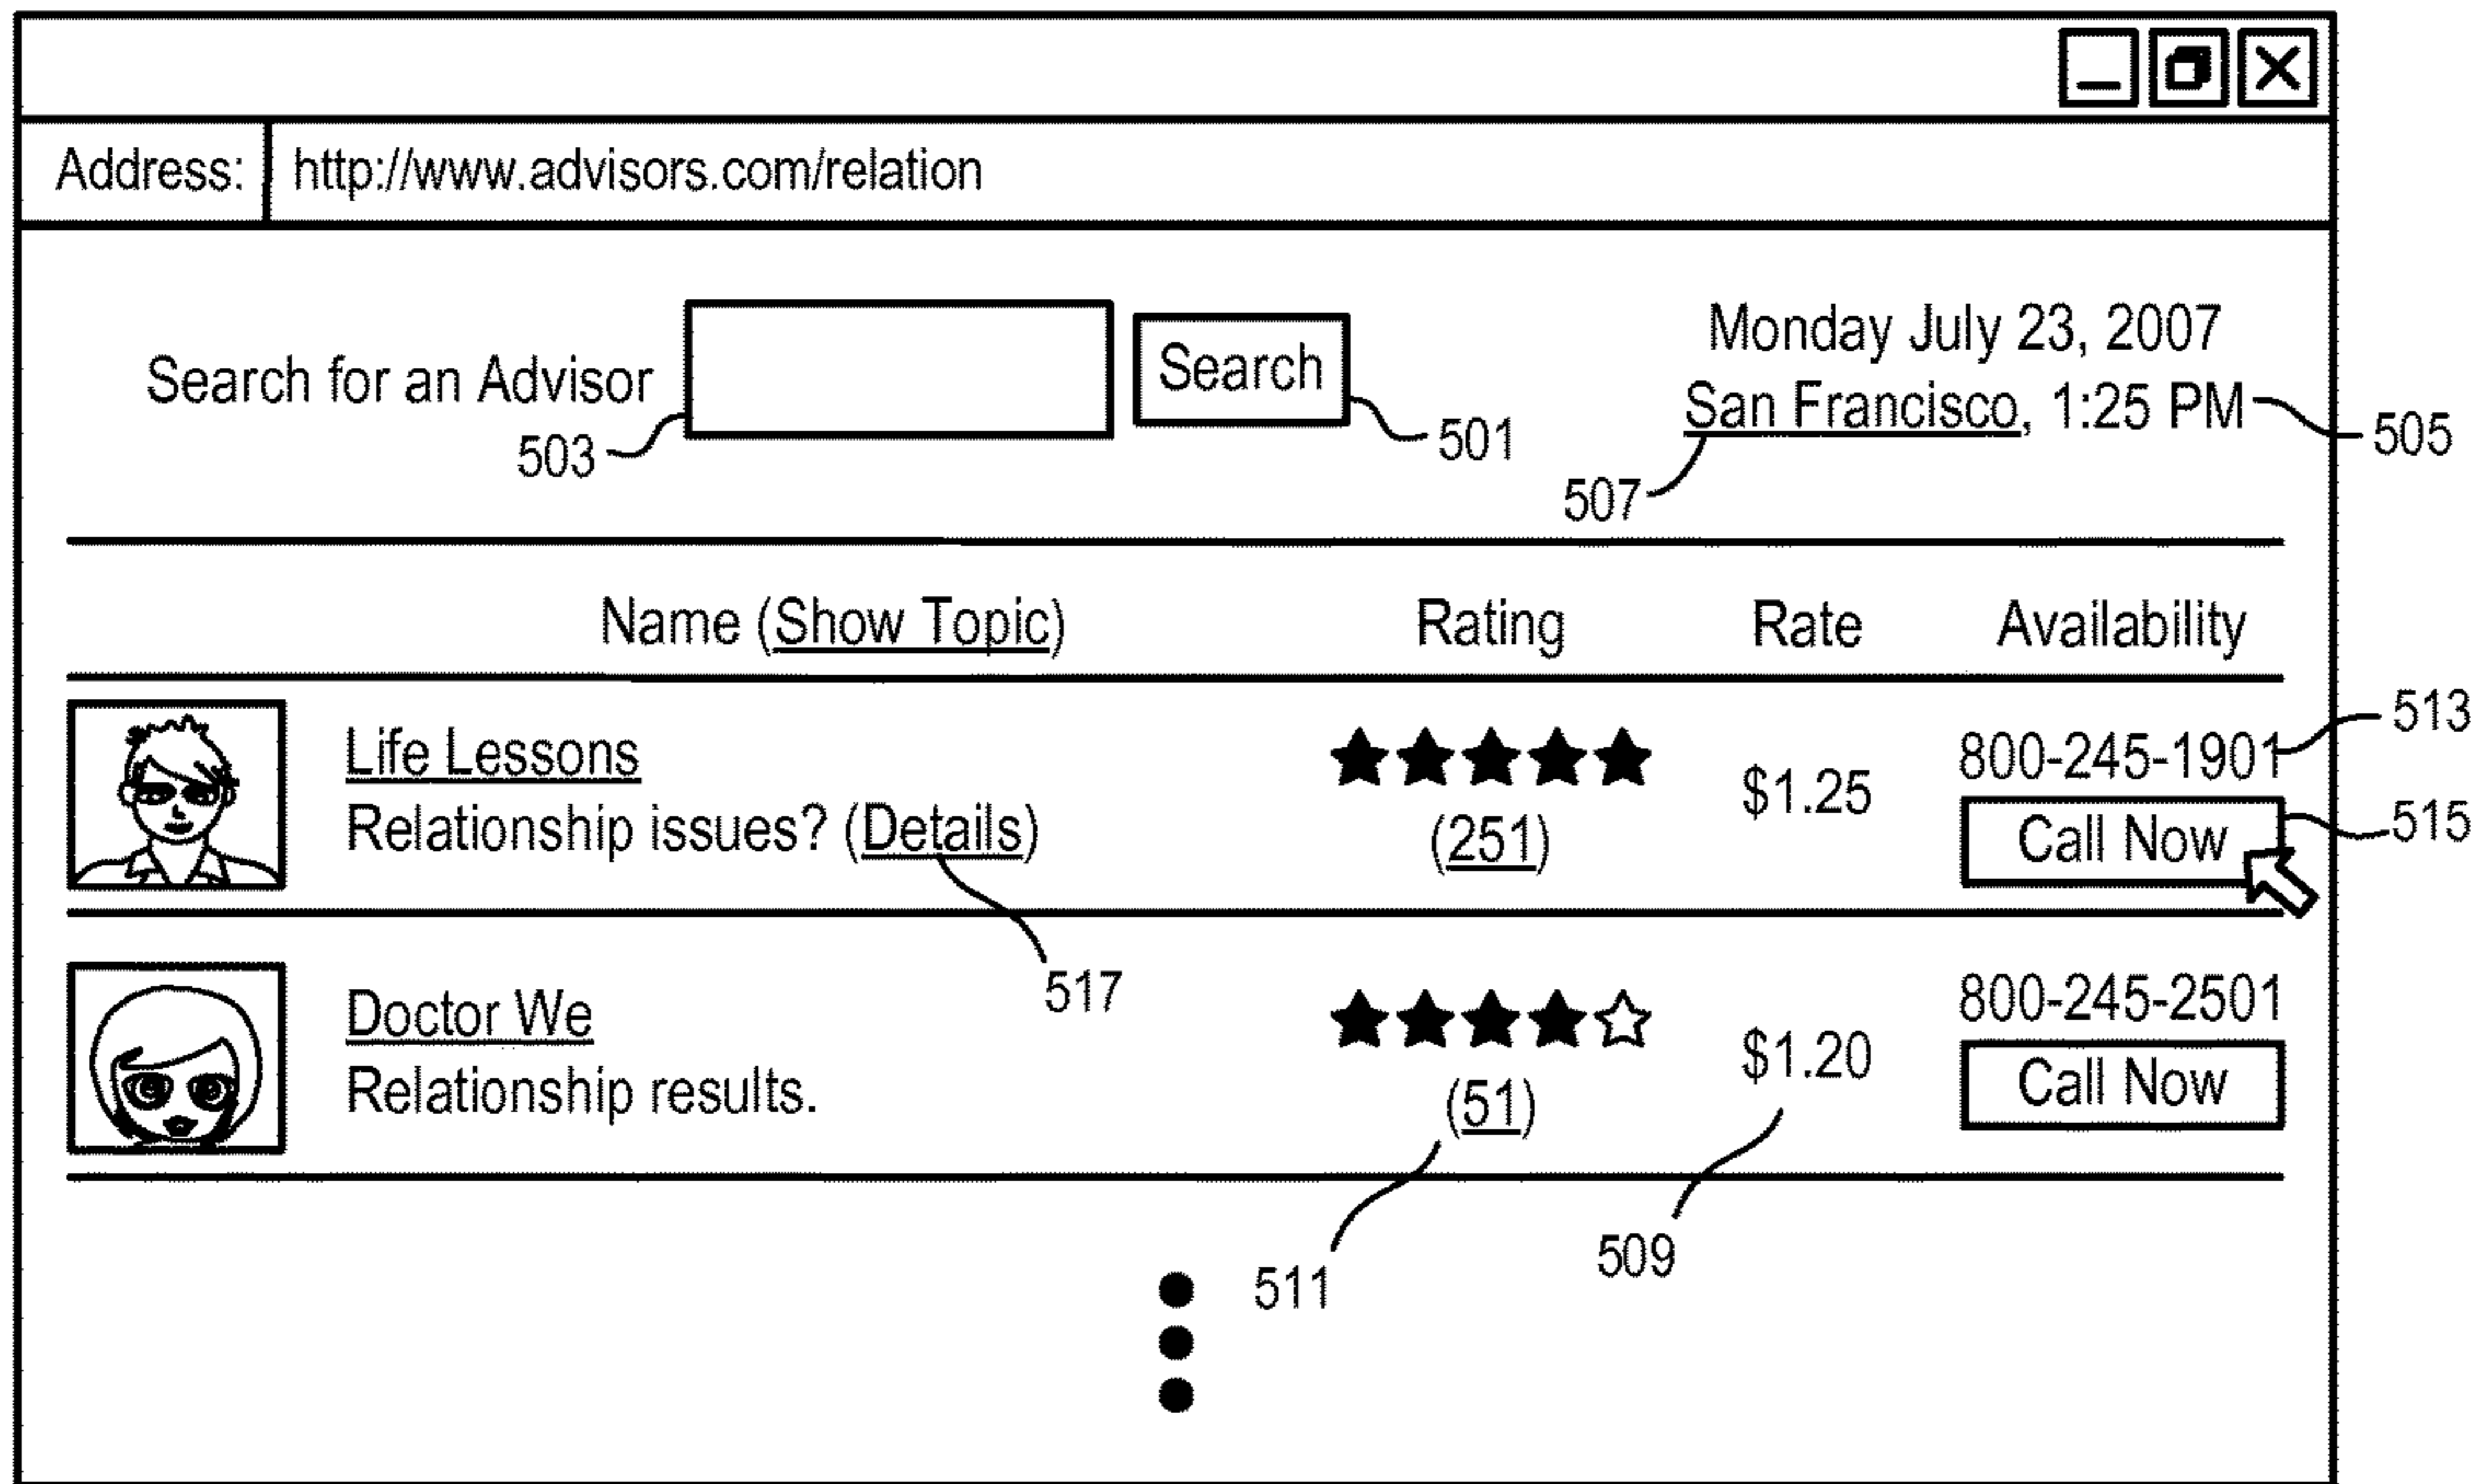 Address: http://www.advisors.com/relation
Monday July 23, 2007
Search for an Advisor Search San Francisco, 1:25 PM 505
503 501
507
Name (Show Topic) Rating Rate Availability
513
Life Lessons 800-245-1901
Relationship issues? (Details) $1.25
(251) Call Now 515
517
Doctor We 800-245-2501
Relationship results. $1.20
(51) Call Now
509
511